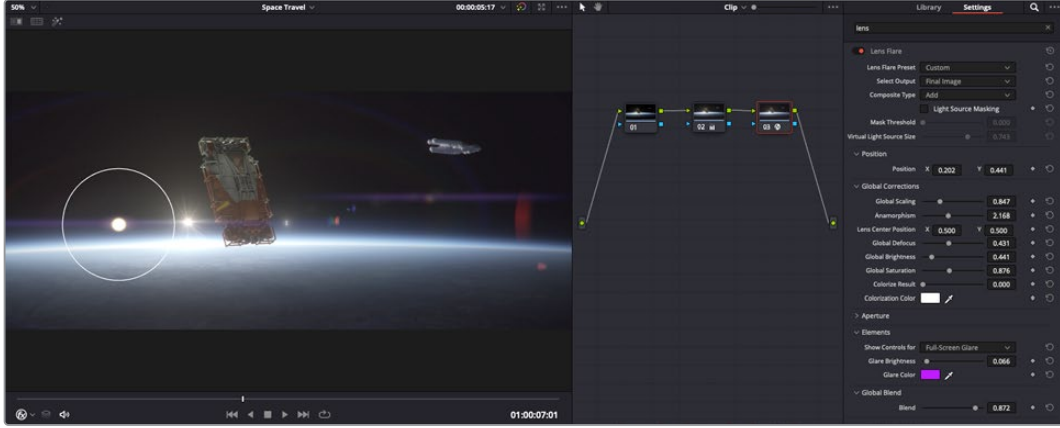 50% Space Travel 00:00:05:17
Clip
Library Settings
lens
Lens Flare
Lens Flare Preset Custom
Select Output Final Image
Composite Type Add
Light Source Masking
Mask Threshold 0.000
Virtual Light Source Size 0.743
Position
Position X 0.202 Y 0.441
Global Corrections
Global Scaling 0.847
Anamorphism 2.168
Lens Center Position X 0.500 Y 0.500
Global Defocus 0.431
Global Brightness 0.441
Global Saturation 0.876
Colorize Result 0.000
Colorization Color
Aperture
Elements
Show Controls for Full-Screen Glare
Glare Brightness 0.066
Glare Color
Global Blend
Blend 0.872
01 02 03
fx 01:00:07:01